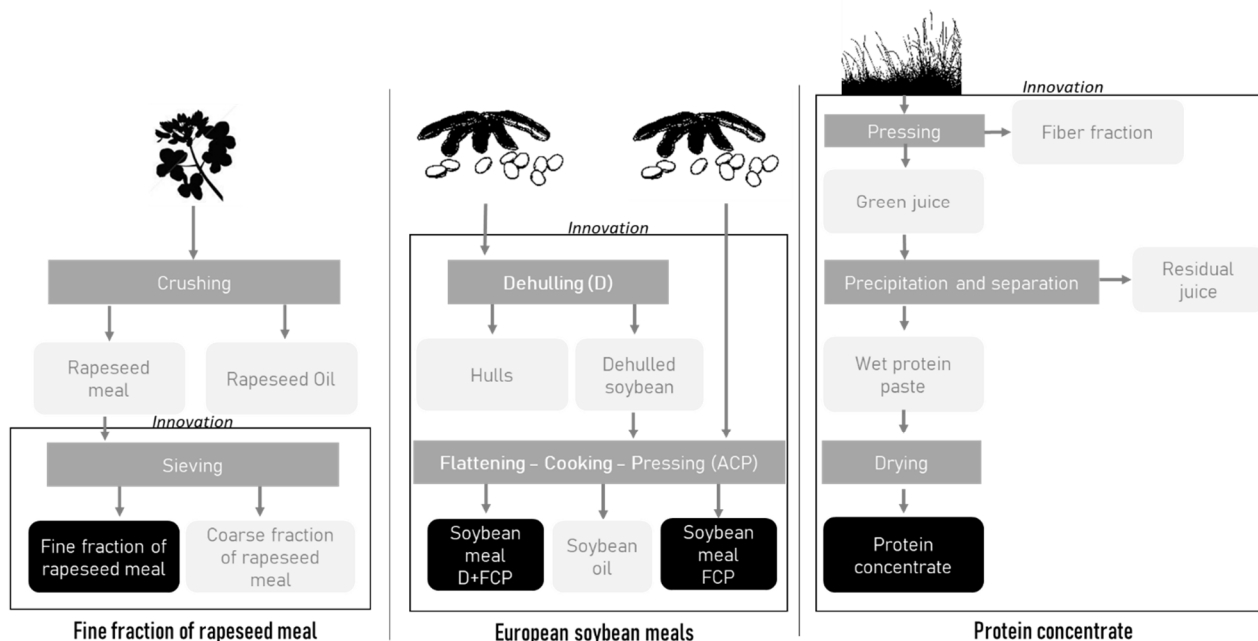 Crushing
Rapeseed
meal
Rapeseed Oil
Innovation
Sieving
Fine fraction of
rapeseed meal
Coarse fraction
of rapeseed
meal
Fine fraction of rapeseed meal
Innovation
Dehulling (D)
Hulls
Dehulled
soybean
Flattening – Cooking – Pressing (ACP)
Soybean
meal
D+FCP
Soybean
oil
Soybean
meal
FCP
European soybean meals
Innovation
Pressing
Fiber fraction
Green juice
Precipitation and separation
Residual
juice
Wet protein
paste
Drying
Protein
concentrate
Protein concentrate